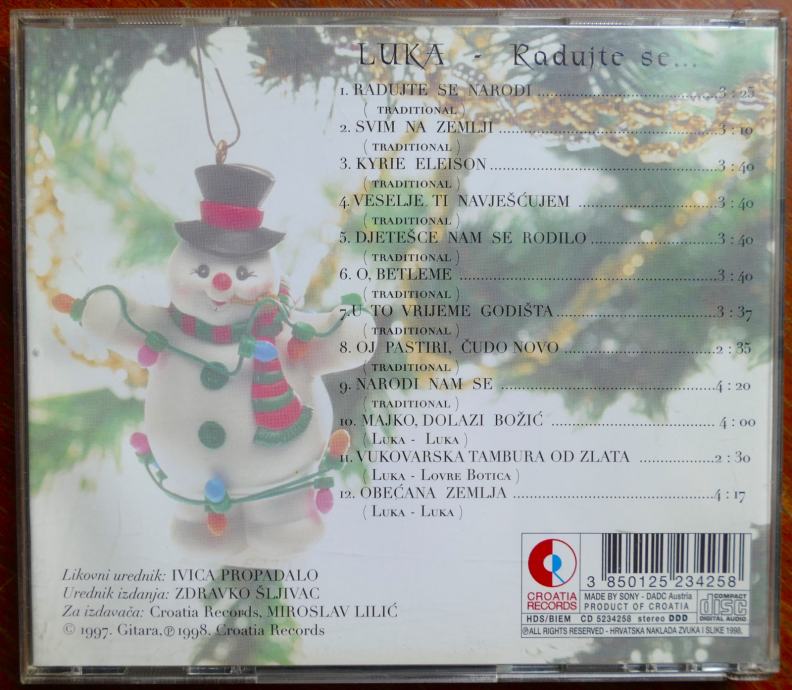 LUKA - Radujte se...
1. RADUJTE SE NARODI ........ 3 : 25
( TRADITIONAL )
2. SVIM NA ZEMLJI ........ 3 : 10
( TRADITIONAL )
3. KYRIE ELEISON ........ 3 : 40
( TRADITIONAL )
4. VESELJE TI NAVJEŠĆUJEM ........ 3 : 40
( TRADITIONAL )
5. DJETEŠCE NAM SE RODILO ........ 3 : 40
( TRADITIONAL )
6. O, BETLEME ........ 3 : 40
( TRADITIONAL )
7. U TO VRIJEME GODIŠTA ........ 3 : 37
( TRADITIONAL )
8. OJ PASTIRI, ČUDO NOVO ........ 2 : 35
( TRADITIONAL )
9. NARODI NAM SE ........ 4 : 20
( TRADITIONAL )
10. MAJKO, DOLAZI BOŽIĆ ........ 4 : 00
( LUKA - LUKA )
11. VUKOVARSKA TAMBURA OD ZLATA ........ 2 : 30
( LUKA - LOVRE BOTICA )
12. OBEĆANA ZEMLJA ........ 4 : 17
( LUKA - LUKA )
Likovni urednik: IVICA PROPADALO
Urednik izdanja: ZDRAVKO ŠLJIVAC
Za izdavača: Croatia Records, MIROSLAV LILIĆ
© 1997. Gitara. ℗ 1998. Croatia Records
CROATIA
RECORDS
3 850125 234258
MADE BY SONY - DADC Austria
PRODUCT OF CROATIA
COMPACT
disc
DIGITAL AUDIO
HDS/BIEM CD 5234258 stereo DDD
℗ALL RIGHTS RESERVED - HRVATSKA NAKLADA ZVUKA I SLIKE 1998.